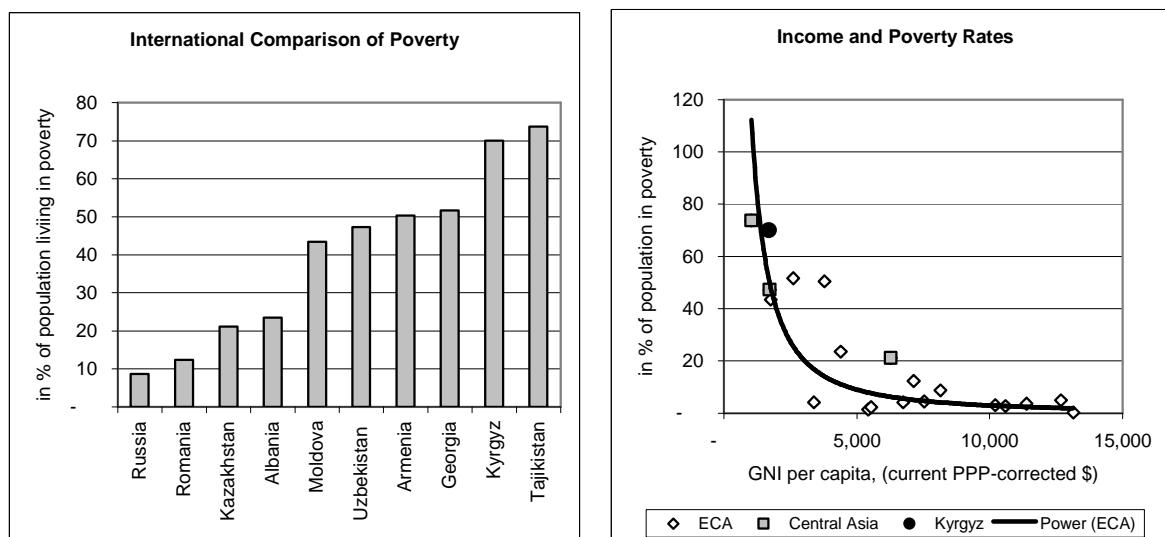 International Comparison of Poverty
in % of population liviing in poverty
80
70
60
50
40
30
20
10
-
Russia
Romania
Kazakhstan
Albania
Moldova
Uzbekistan
Armenia
Georgia
Kyrgyz
Tajikistan
Income and Poverty Rates
in % of population in poverty
120
100
80
60
40
20
-
- 5,000 10,000 15,000
GNI per capita, (current PPP-corrected $)
ECA Central Asia Kyrgyz Power (ECA)